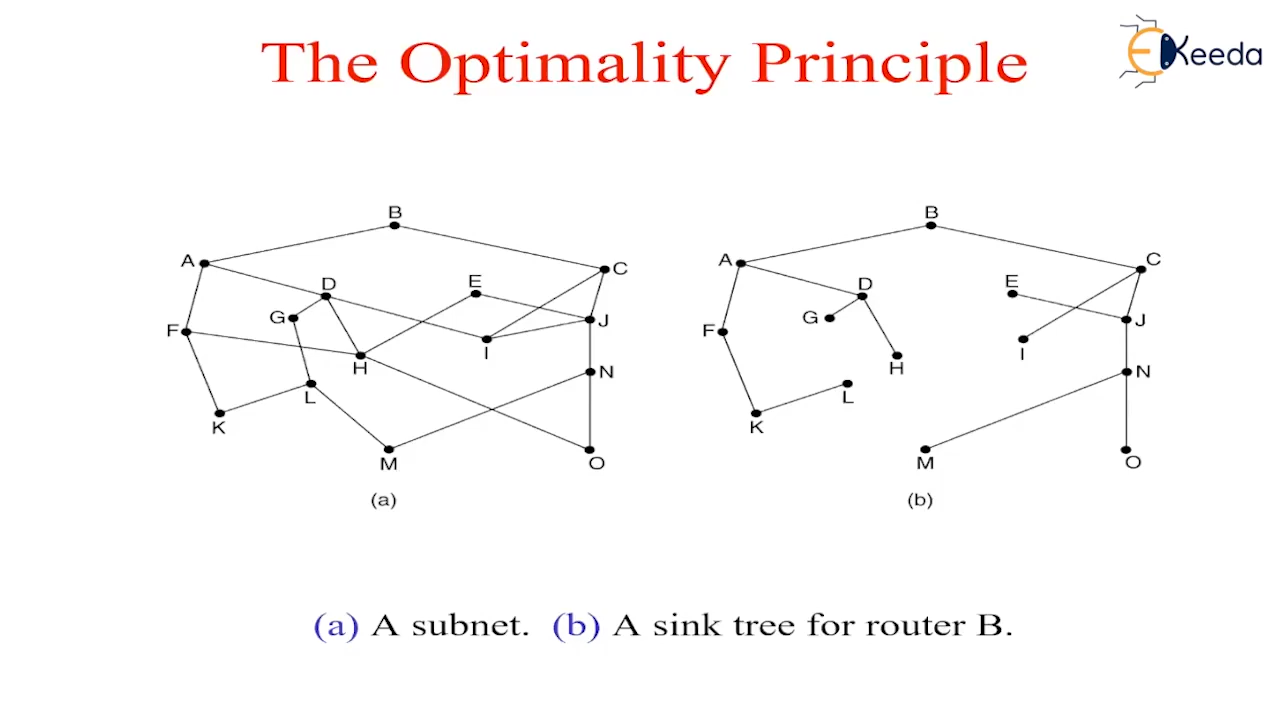 The Optimality Principle
EKeeda
B B
A D E C A D E C
G J G J
F I F I
H N H N
L L
K K
M O M O
(a) (b)
(a) A subnet. (b) A sink tree for router B.